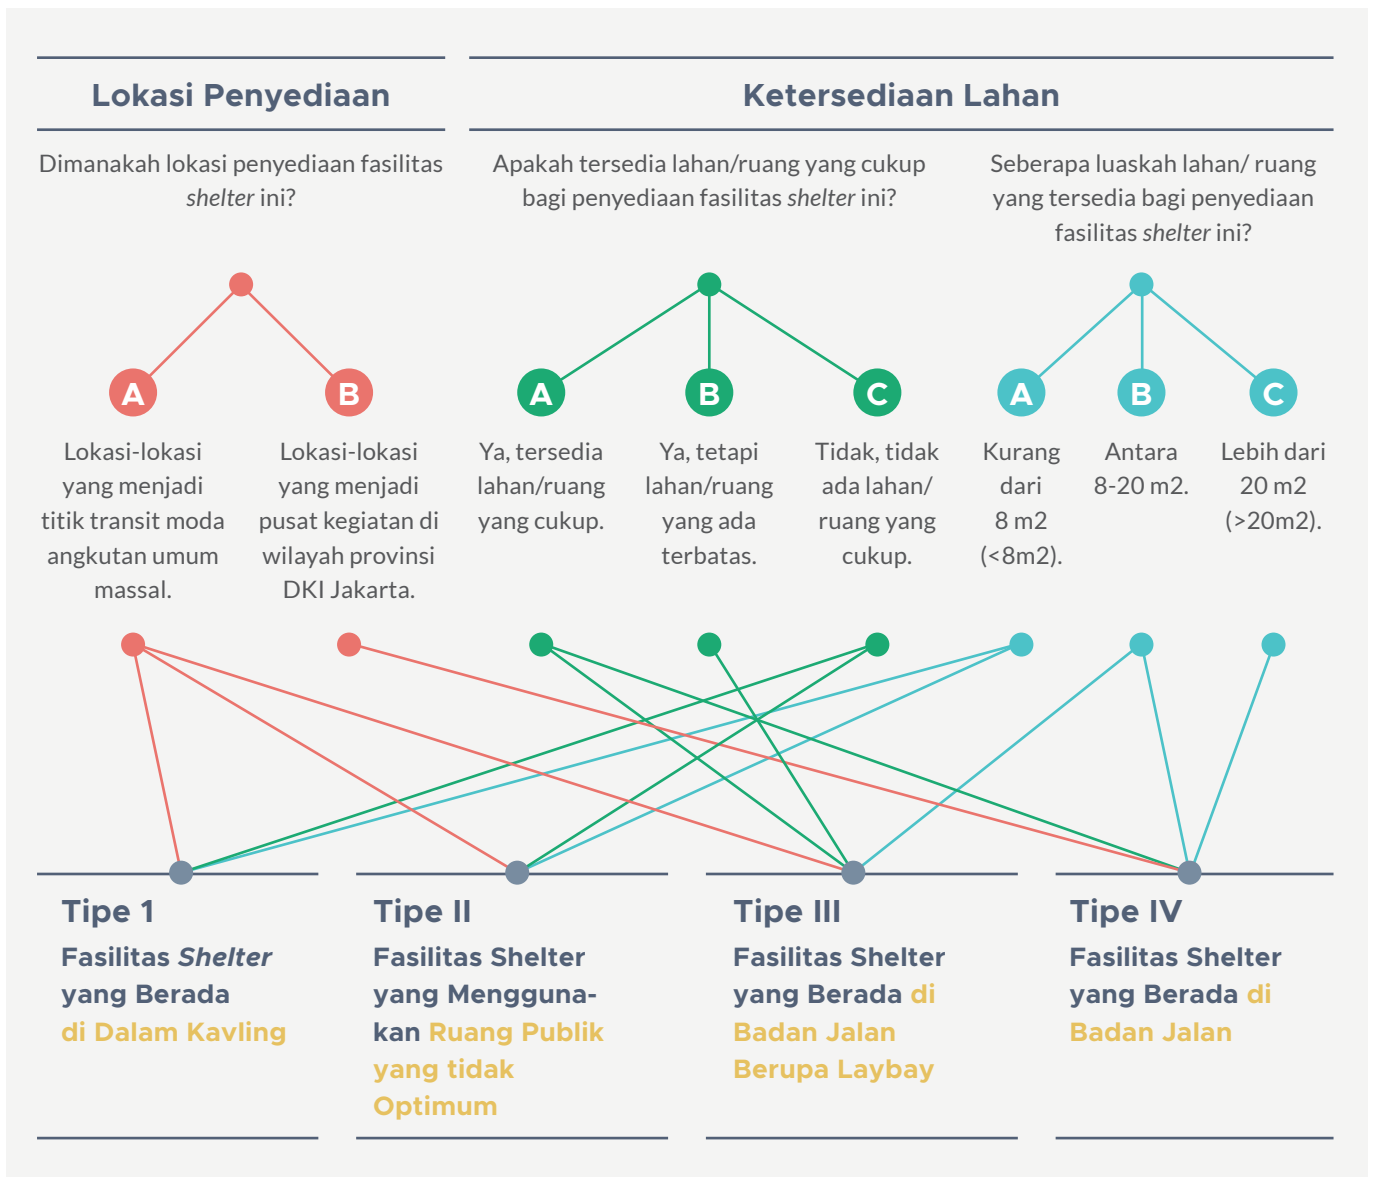 Lokasi Penyediaan
Dimanakah lokasi penyediaan fasilitas
shelter ini?
A
Lokasi-lokasi
yang menjadi
titik transit moda
angkutan umum
massal.
B
Lokasi-lokasi
yang menjadi
pusat kegiatan di
wilayah provinsi
DKI Jakarta.
Ketersediaan Lahan
Apakah tersedia lahan/ruang yang cukup
bagi penyediaan fasilitas shelter ini?
A
Ya, tersedia
lahan/ruang
yang cukup.
B
Ya, tetapi
lahan/ruang
yang ada
terbatas.
C
Tidak, tidak
ada lahan/
ruang yang
cukup.
Seberapa luaskah lahan/ ruang
yang tersedia bagi penyediaan
fasilitas shelter ini?
A
Kurang
dari
8 m2
(<8m2).
B
Antara
8-20 m2.
C
Lebih dari
20 m2
(>20m2).
Tipe 1
Fasilitas Shelter
yang Berada
di Dalam Kavling
Tipe II
Fasilitas Shelter
yang Mengguna-
kan Ruang Publik
yang tidak
Optimum
Tipe III
Fasilitas Shelter
yang Berada di
Badan Jalan
Berupa Laybay
Tipe IV
Fasilitas Shelter
yang Berada di
Badan Jalan